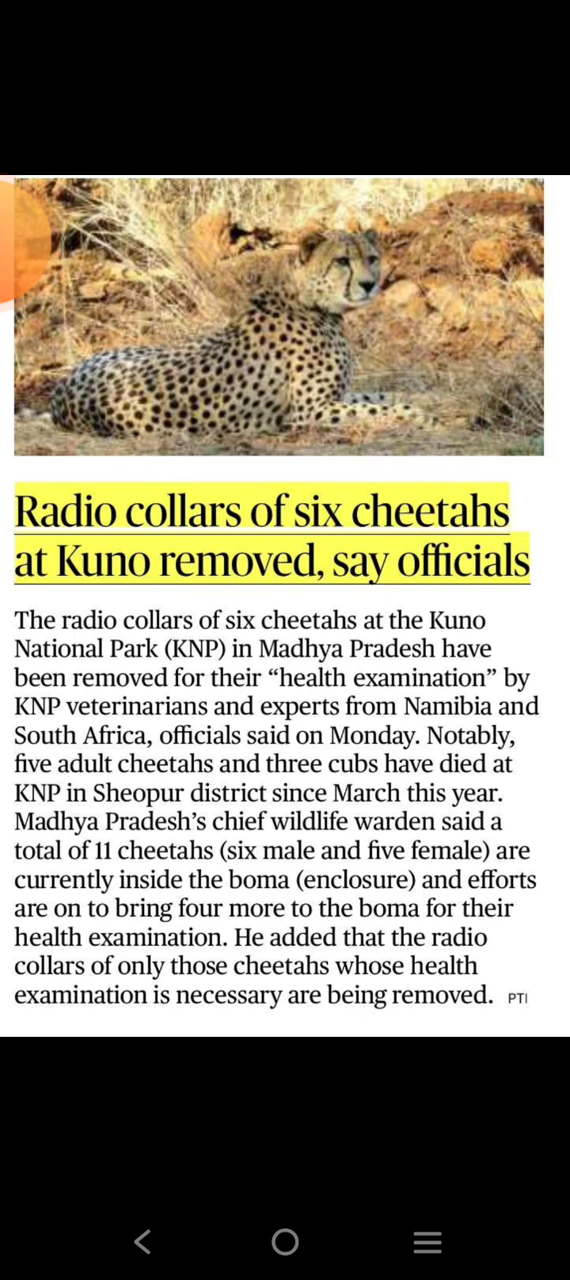 Radio collars of six cheetahs
at Kuno removed, say officials
The radio collars of six cheetahs at the Kuno
National Park (KNP) in Madhya Pradesh have
been removed for their “health examination” by
KNP veterinarians and experts from Namibia and
South Africa, officials said on Monday. Notably,
five adult cheetahs and three cubs have died at
KNP in Sheopur district since March this year.
Madhya Pradesh’s chief wildlife warden said a
total of 11 cheetahs (six male and five female) are
currently inside the boma (enclosure) and efforts
are on to bring four more to the boma for their
health examination. He added that the radio
collars of only those cheetahs whose health
examination is necessary are being removed. PTI